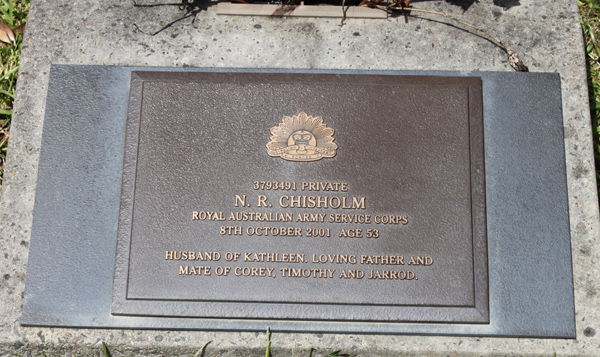 3793491 PRIVATE
N. R. CHISHOLM
ROYAL AUSTRALIAN ARMY SERVICE CORPS
8TH OCTOBER 2001 AGE 53
HUSBAND OF KATHLEEN. LOVING FATHER AND
MATE OF COREY, TIMOTHY AND JARROD.